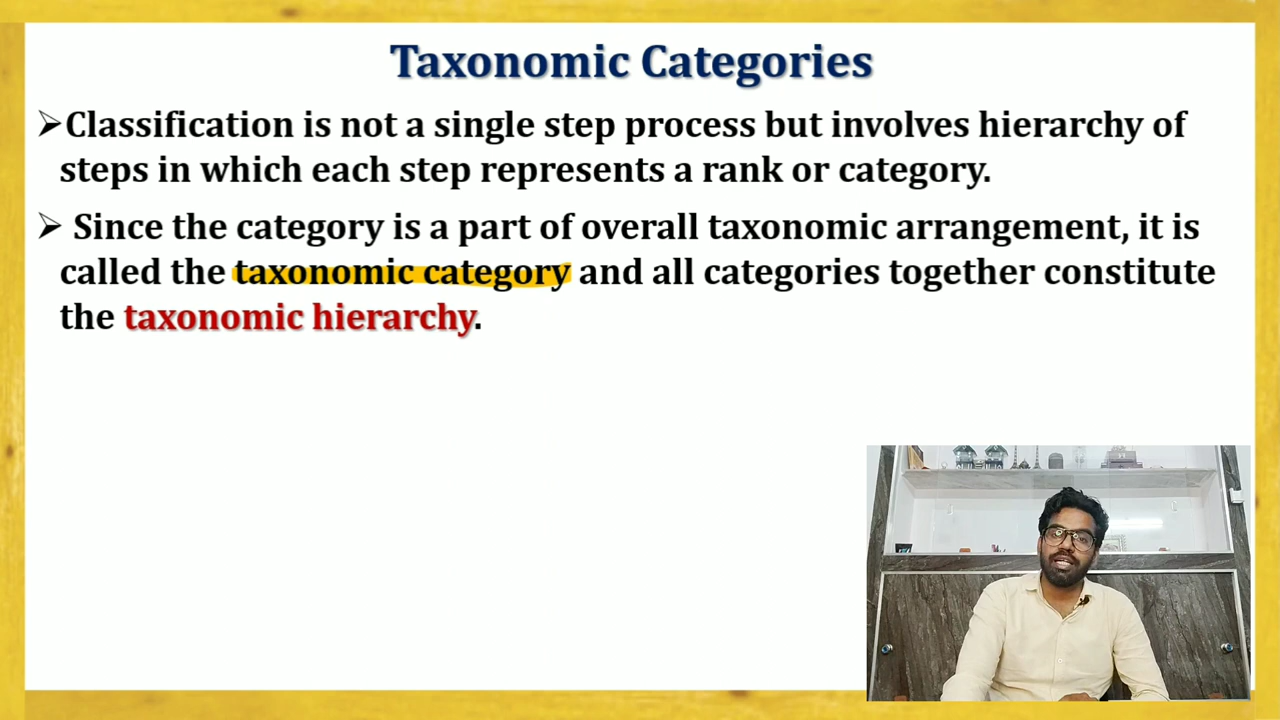 Taxonomic Categories
➢Classification is not a single step process but involves hierarchy of
steps in which each step represents a rank or category.
➢ Since the category is a part of overall taxonomic arrangement, it is
called the taxonomic category and all categories together constitute
the taxonomic hierarchy.